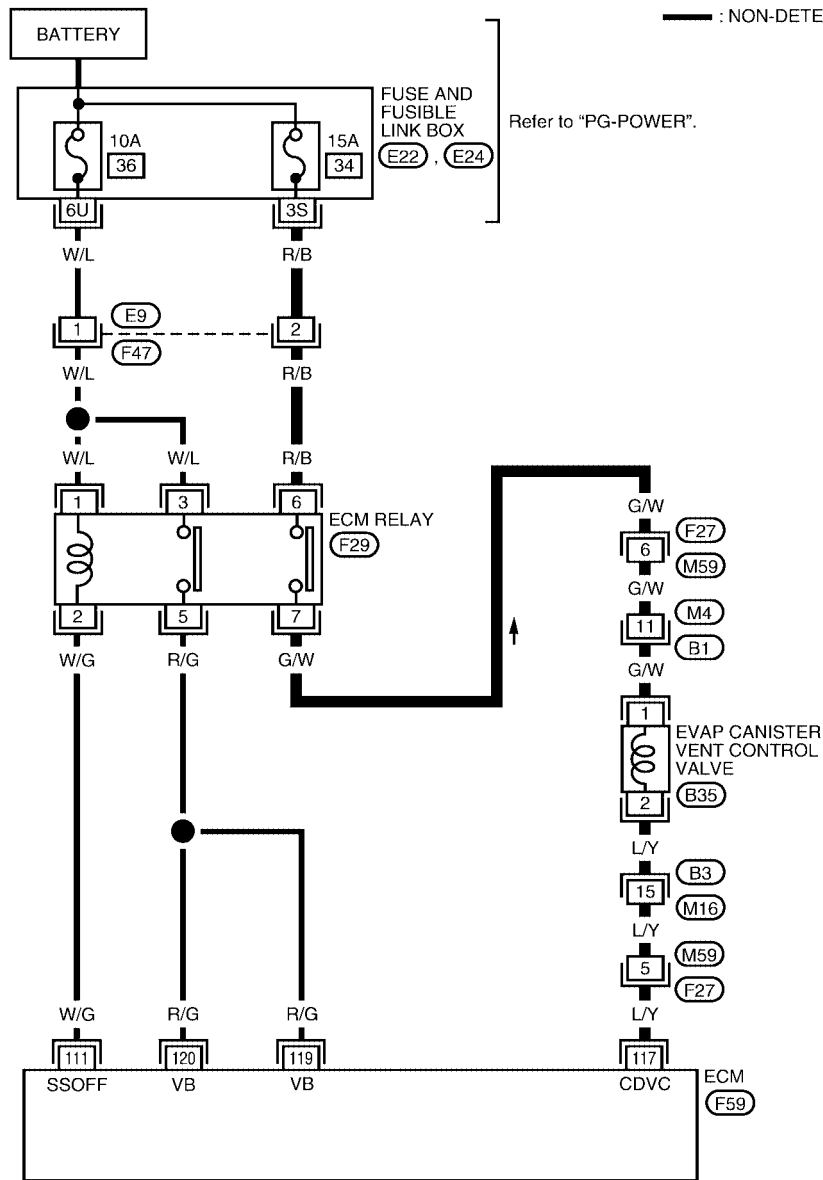 : NON-DETE
BATTERY
FUSE AND
FUSIBLE
LINK BOX
E22 , E24
Refer to “PG-POWER”.
10A
36
15A
34
6U
3S
W/L
R/B
1
E9
2
F47
W/L
R/B
W/L
W/L
R/B
1
3
6
ECM RELAY
F29
2
5
7
W/G
R/G
G/W
G/W
6
F27
M59
G/W
11
M4
B1
G/W
1
EVAP CANISTER
VENT CONTROL
VALVE
B35
2
L/Y
15
B3
M16
L/Y
5
M59
F27
W/G
R/G
R/G
L/Y
111
120
119
117
SSOFF
VB
VB
CDVC
ECM
F59